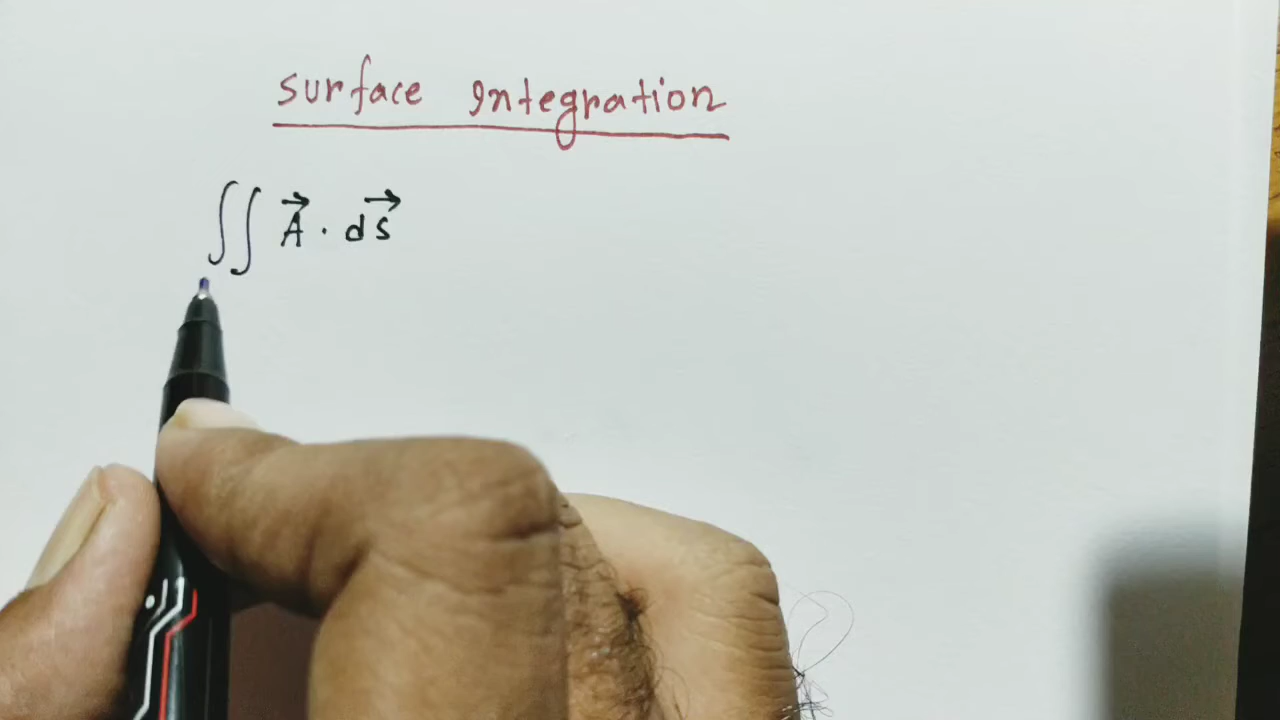 Surface Integration
∬ A⃗ · dS⃗